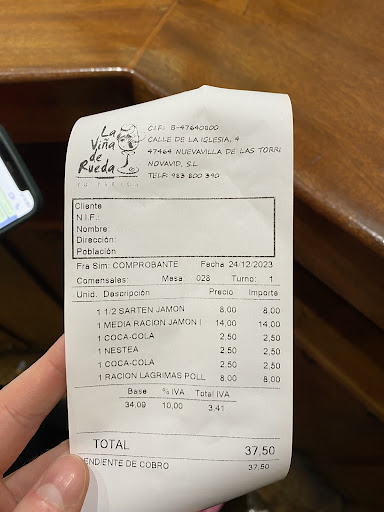 La
Viña
de
Rueda
C.I.F.: B-47640800
CALLE DE LA IGLESIA, 4
47464 NUEVAVILLA DE LAS TORRI
NOVAVID, S.L.
TELF: 983 800 390
Cliente
N.I.F.:
Nombre:
Dirección:
Población
Fra.Sim: COMPROBANTE Fecha 24/12/2023
Comensales: Mesa 028 Turno: 1
Unid. Descripción Precio Importe
1 1/2 SARTEN JAMON 8,00 8,00
1 MEDIA RACION JAMON I 14,00 14,00
1 COCA-COLA 2,50 2,50
1 NESTEA 2,50 2,50
1 COCA-COLA 2,50 2,50
1 RACION LAGRIMAS POLL 8,00 8,00
Base % IVA Total IVA
34,09 10,00 3,41
TOTAL 37,50
PENDIENTE DE COBRO 37,50